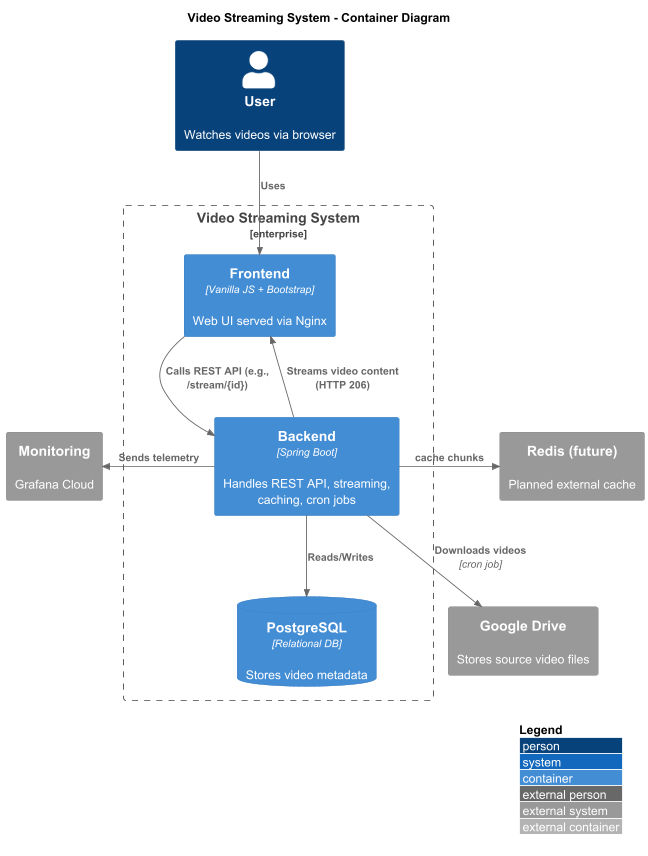 Video Streaming System - Container Diagram
User
Watches videos via browser
Uses
Video Streaming System
[enterprise]
Frontend
[Vanilla JS + Bootstrap]
Web UI served via Nginx
Calls REST API (e.g.,
/stream/{id})
Streams video content
(HTTP 206)
Monitoring
Grafana Cloud
Sends telemetry
Backend
[Spring Boot]
Handles REST API, streaming,
caching, cron jobs
cache chunks
Redis (future)
Planned external cache
Reads/Writes
Downloads videos
[cron job]
PostgreSQL
[Relational DB]
Stores video metadata
Google Drive
Stores source video files
Legend
person
system
container
external person
external system
external container